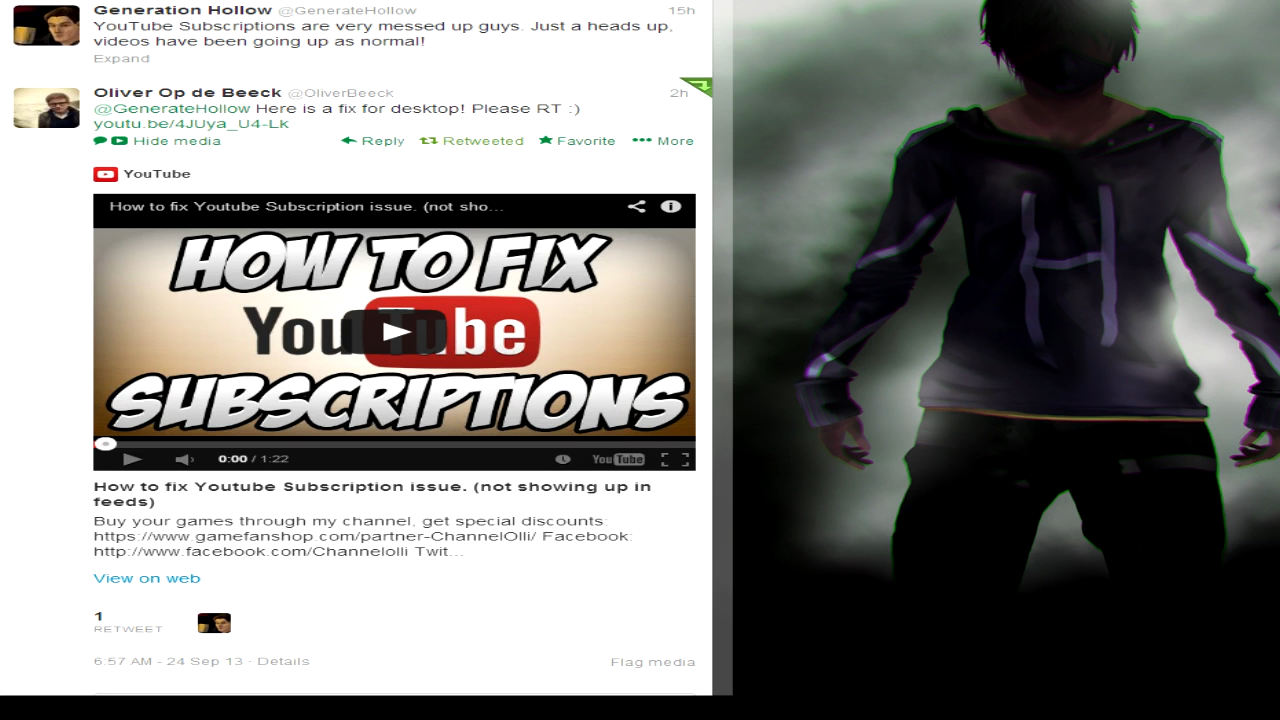 Generation Hollow @GenerateHollow 15h
YouTube Subscriptions are very messed up guys. Just a heads up,
videos have been going up as normal!
Expand
Oliver Op de Beeck @OliverBeeck 2h
@GenerateHollow Here is a fix for desktop! Please RT :)
youtu.be/4JUya_U4-Lk
Hide media Reply Retweeted Favorite More
YouTube
How to fix Youtube Subscription issue. (not sho...
HOW TO FIX
YouTube
SUBSCRIPTIONS
0:00 / 1:22 YouTube
How to fix Youtube Subscription issue. (not showing up in
feeds)
Buy your games through my channel, get special discounts:
https://www.gamefanshop.com/partner-ChannelOlli/ Facebook:
http://www.facebook.com/Channelolli Twit...
View on web
1
RETWEET
6:57 AM - 24 Sep 13 · Details Flag media
H